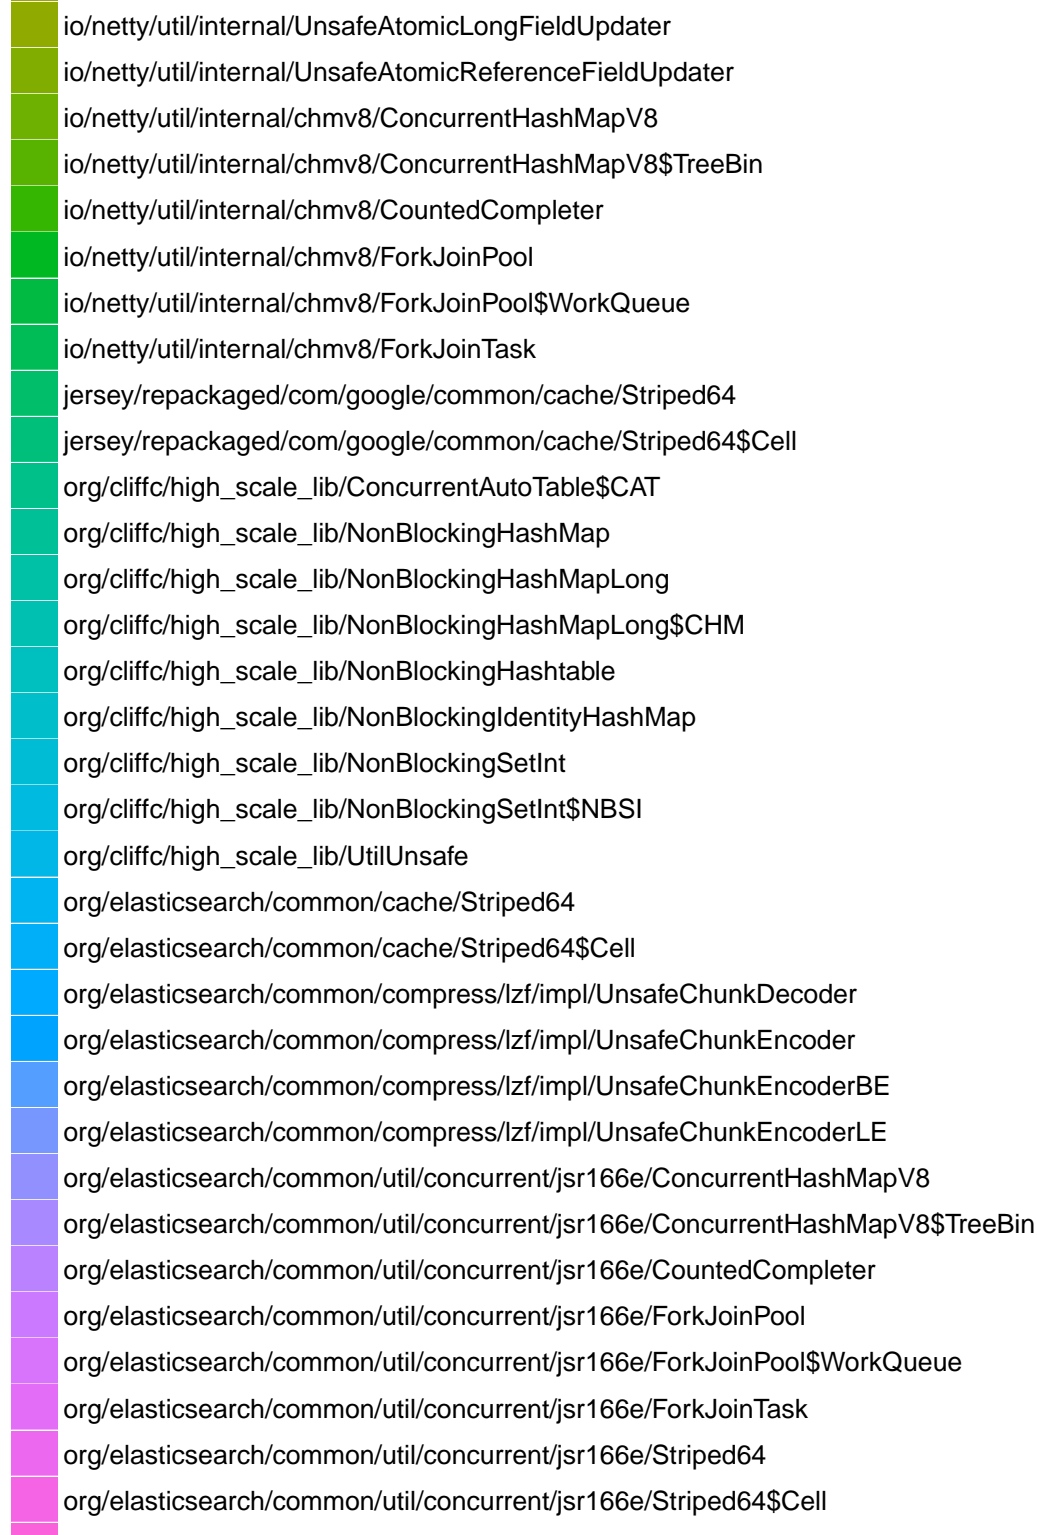 io/netty/util/internal/UnsafeAtomicLongFieldUpdater
io/netty/util/internal/UnsafeAtomicReferenceFieldUpdater
io/netty/util/internal/chmv8/ConcurrentHashMapV8
io/netty/util/internal/chmv8/ConcurrentHashMapV8$TreeBin
io/netty/util/internal/chmv8/CountedCompleter
io/netty/util/internal/chmv8/ForkJoinPool
io/netty/util/internal/chmv8/ForkJoinPool$WorkQueue
io/netty/util/internal/chmv8/ForkJoinTask
jersey/repackaged/com/google/common/cache/Striped64
jersey/repackaged/com/google/common/cache/Striped64$Cell
org/cliffc/high_scale_lib/ConcurrentAutoTable$CAT
org/cliffc/high_scale_lib/NonBlockingHashMap
org/cliffc/high_scale_lib/NonBlockingHashMapLong
org/cliffc/high_scale_lib/NonBlockingHashMapLong$CHM
org/cliffc/high_scale_lib/NonBlockingHashtable
org/cliffc/high_scale_lib/NonBlockingIdentityHashMap
org/cliffc/high_scale_lib/NonBlockingSetInt
org/cliffc/high_scale_lib/NonBlockingSetInt$NBSI
org/cliffc/high_scale_lib/UtilUnsafe
org/elasticsearch/common/cache/Striped64
org/elasticsearch/common/cache/Striped64$Cell
org/elasticsearch/common/compress/lzf/impl/UnsafeChunkDecoder
org/elasticsearch/common/compress/lzf/impl/UnsafeChunkEncoder
org/elasticsearch/common/compress/lzf/impl/UnsafeChunkEncoderBE
org/elasticsearch/common/compress/lzf/impl/UnsafeChunkEncoderLE
org/elasticsearch/common/util/concurrent/jsr166e/ConcurrentHashMapV8
org/elasticsearch/common/util/concurrent/jsr166e/ConcurrentHashMapV8$TreeBin
org/elasticsearch/common/util/concurrent/jsr166e/CountedCompleter
org/elasticsearch/common/util/concurrent/jsr166e/ForkJoinPool
org/elasticsearch/common/util/concurrent/jsr166e/ForkJoinPool$WorkQueue
org/elasticsearch/common/util/concurrent/jsr166e/ForkJoinTask
org/elasticsearch/common/util/concurrent/jsr166e/Striped64
org/elasticsearch/common/util/concurrent/jsr166e/Striped64$Cell